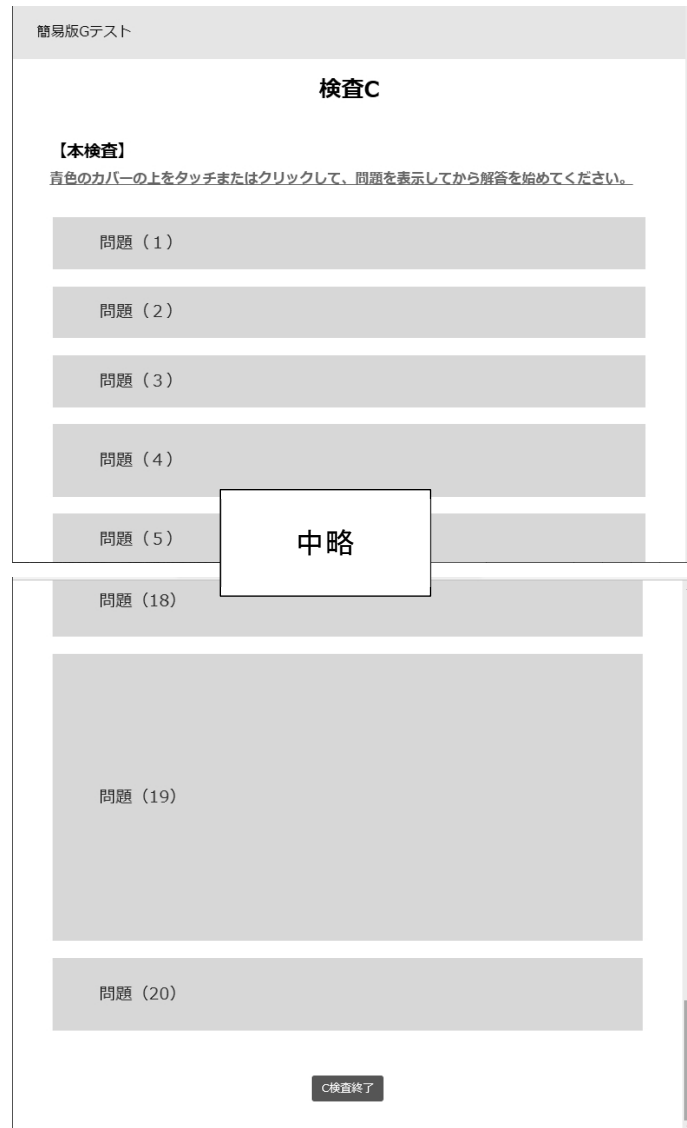 簡易版Gテスト
検査C
【本検査】
青色のカバーの上をタッチまたはクリックして、問題を表示してから解答を始めてください。
問題（１）
問題（２）
問題（３）
問題（４）
問題（５）
中略
問題（18）
問題（19）
問題（20）
C検査終了